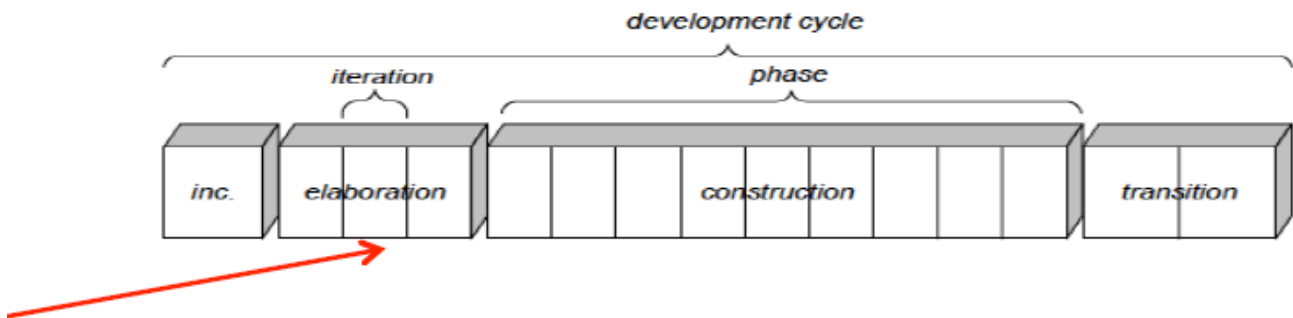 development cycle
iteration phase
inc. elaboration construction transition